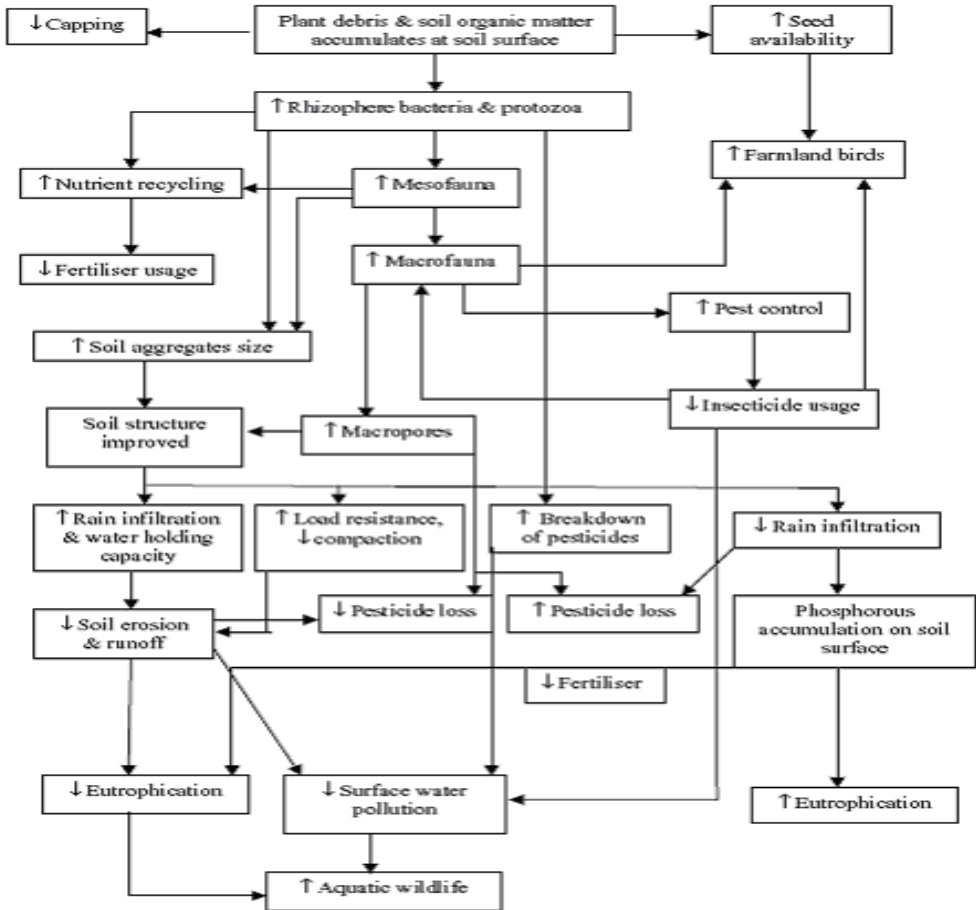 ↓Capping
Plant debris & soil organic matter
accumulates at soil surface
↑Seed
availability
↑Rhizophere bacteria & protozoa
↑Farmland birds
↑Nutrient recycling
↑Mesofauna
↑Macrofauna
↓Fertiliser usage
↑Pest control
↑Soil aggregates size
↓Insecticide usage
Soil structure
improved
↑Macropores
↑Rain infiltration
& water holding
capacity
↑Load resistance,
↓compaction
↑ Breakdown
of pesticides
↓Rain infiltration
↓Soil erosion
& runoff
↓Pesticide loss
↑Pesticide loss
Phosphorous
accumulation on soil
surface
↓Fertiliser
↓Eutrophication
↓Surface water
pollution
↑Eutrophication
↑Aquatic wildlife